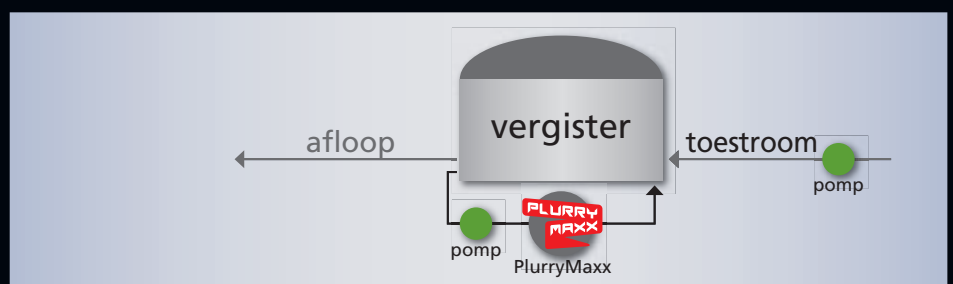 vergister
afloop
toestroom
pomp
PLURRY
MAXX
pomp
PlurryMaxx